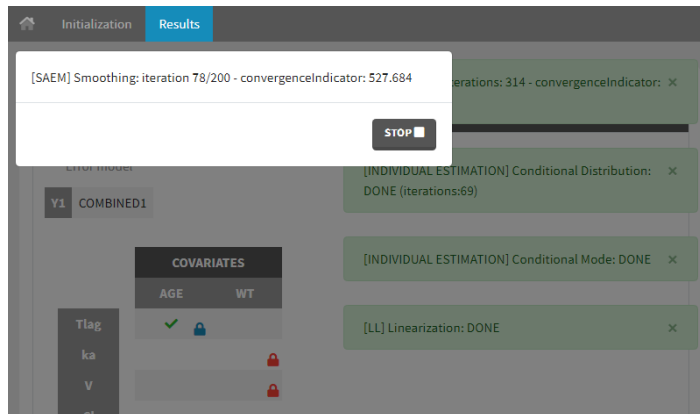 Initialization Results
[SAEM] Smoothing: iteration 78/200 - convergenceIndicator: 527.684
erations: 314 - convergenceIndicator: ×
STOP
Error model
Y1 COMBINED1
[INDIVIDUAL ESTIMATION] Conditional Distribution: ×
DONE (iterations:69)
COVARIATES
AGE WT
[INDIVIDUAL ESTIMATION] Conditional Mode: DONE ×
Tlag
ka
V
[LL] Linearization: DONE ×